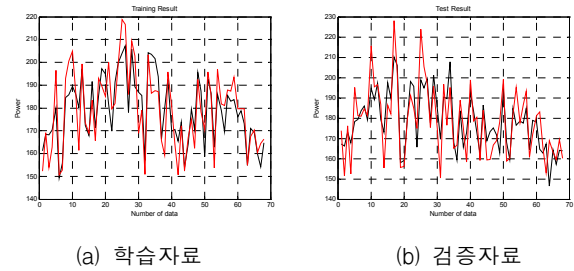 Training Result
220
210
200
190
180
170
160
150
140
Power
0 10 20 30 40 50 60 70
Number of data
Test Result
230
220
210
200
190
180
170
160
150
140
Power
0 10 20 30 40 50 60 70
Number of data
(a) 학습자료
(b) 검증자료